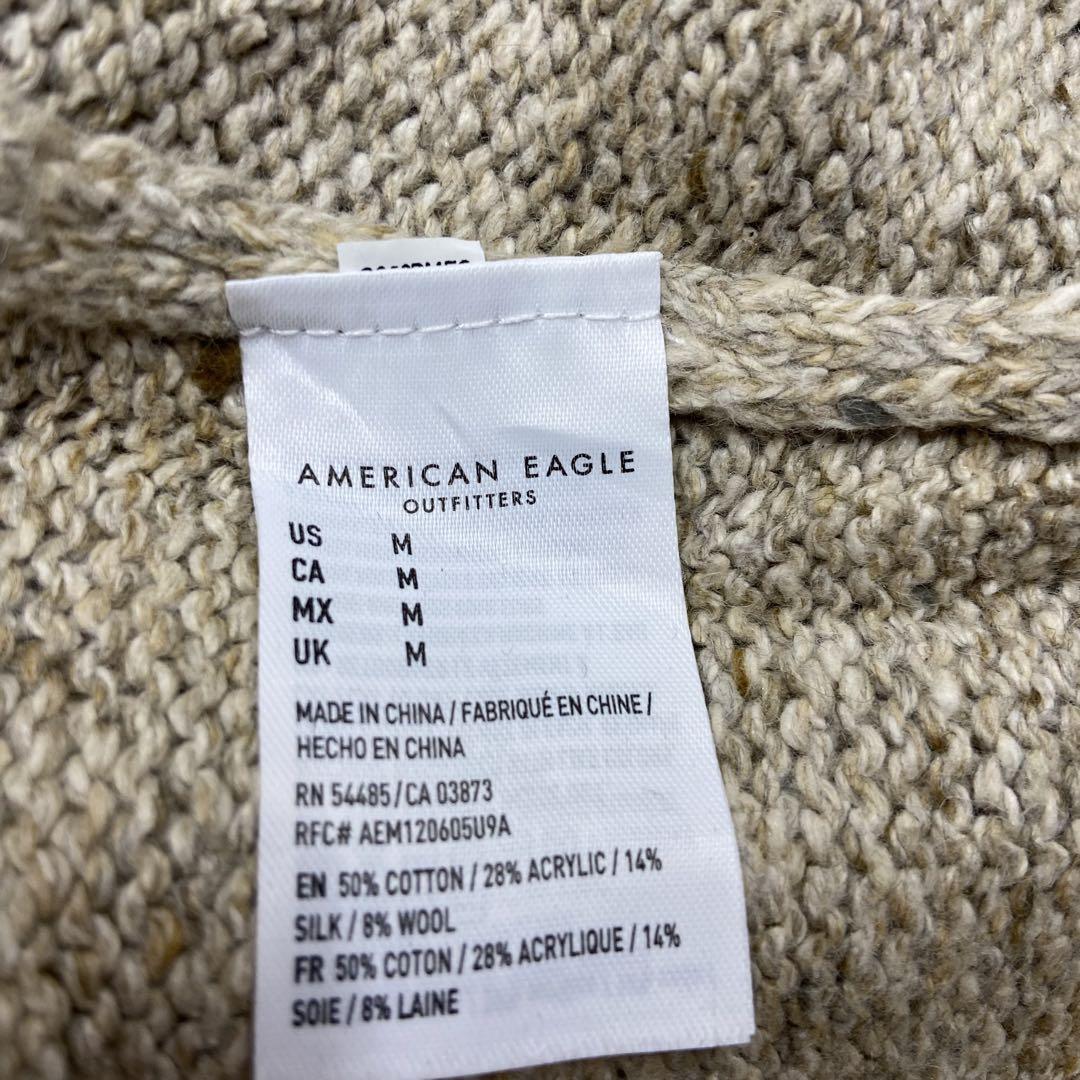 AMERICAN EAGLE
OUTFITTERS
US M
CA M
MX M
UK M
MADE IN CHINA / FABRIQUÉ EN CHINE /
HECHO EN CHINA
RN 54485 / CA 03873
RFC# AEM120605U9A
EN 50% COTTON / 28% ACRYLIC / 14%
SILK / 8% WOOL
FR 50% COTON / 28% ACRYLIQUE / 14%
SOIE / 8% LAINE